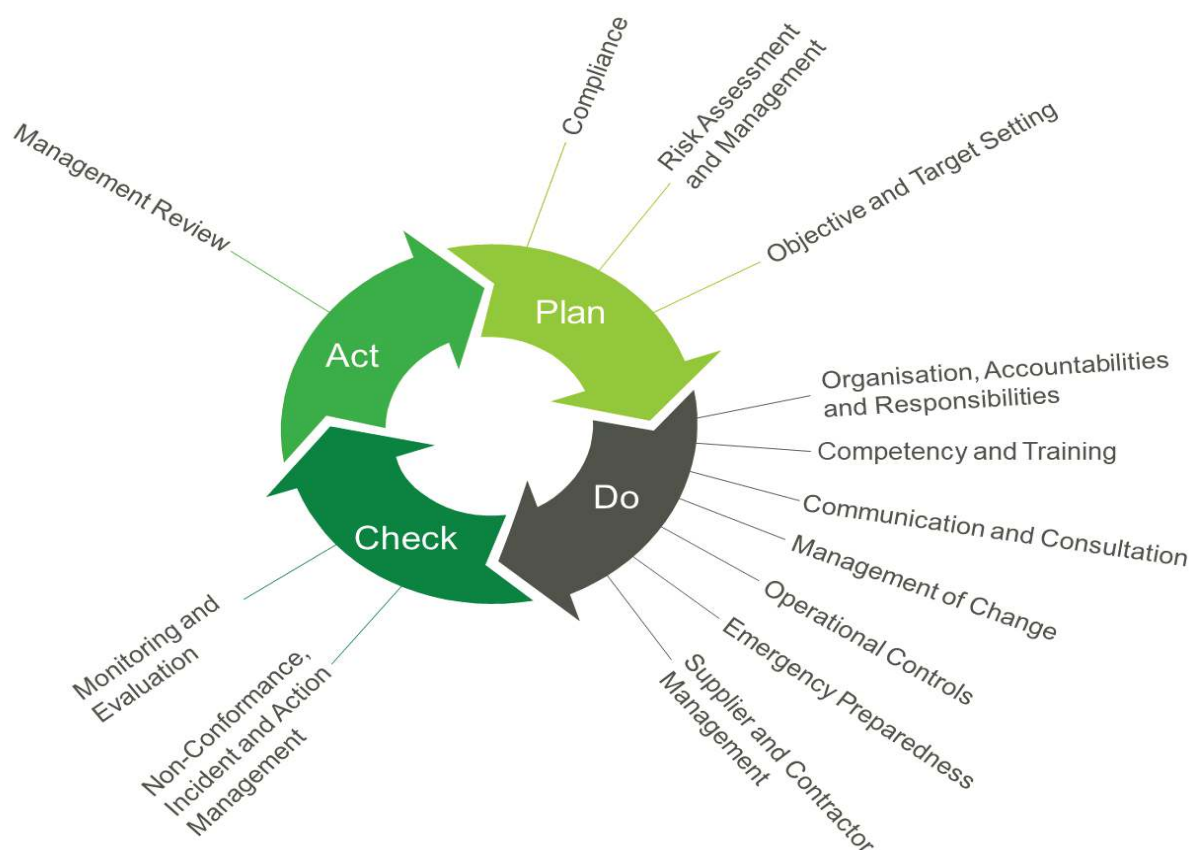 Plan
Compliance
Risk Assessment
and Management
Objective and Target Setting
Do
Organisation, Accountabilities
and Responsibilities
Competency and Training
Communication and Consultation
Management of Change
Operational Controls
Emergency Preparedness
Supplier and Contractor
Management
Check
Non-Conformance,
Incident and Action
Management
Monitoring and
Evaluation
Act
Management Review